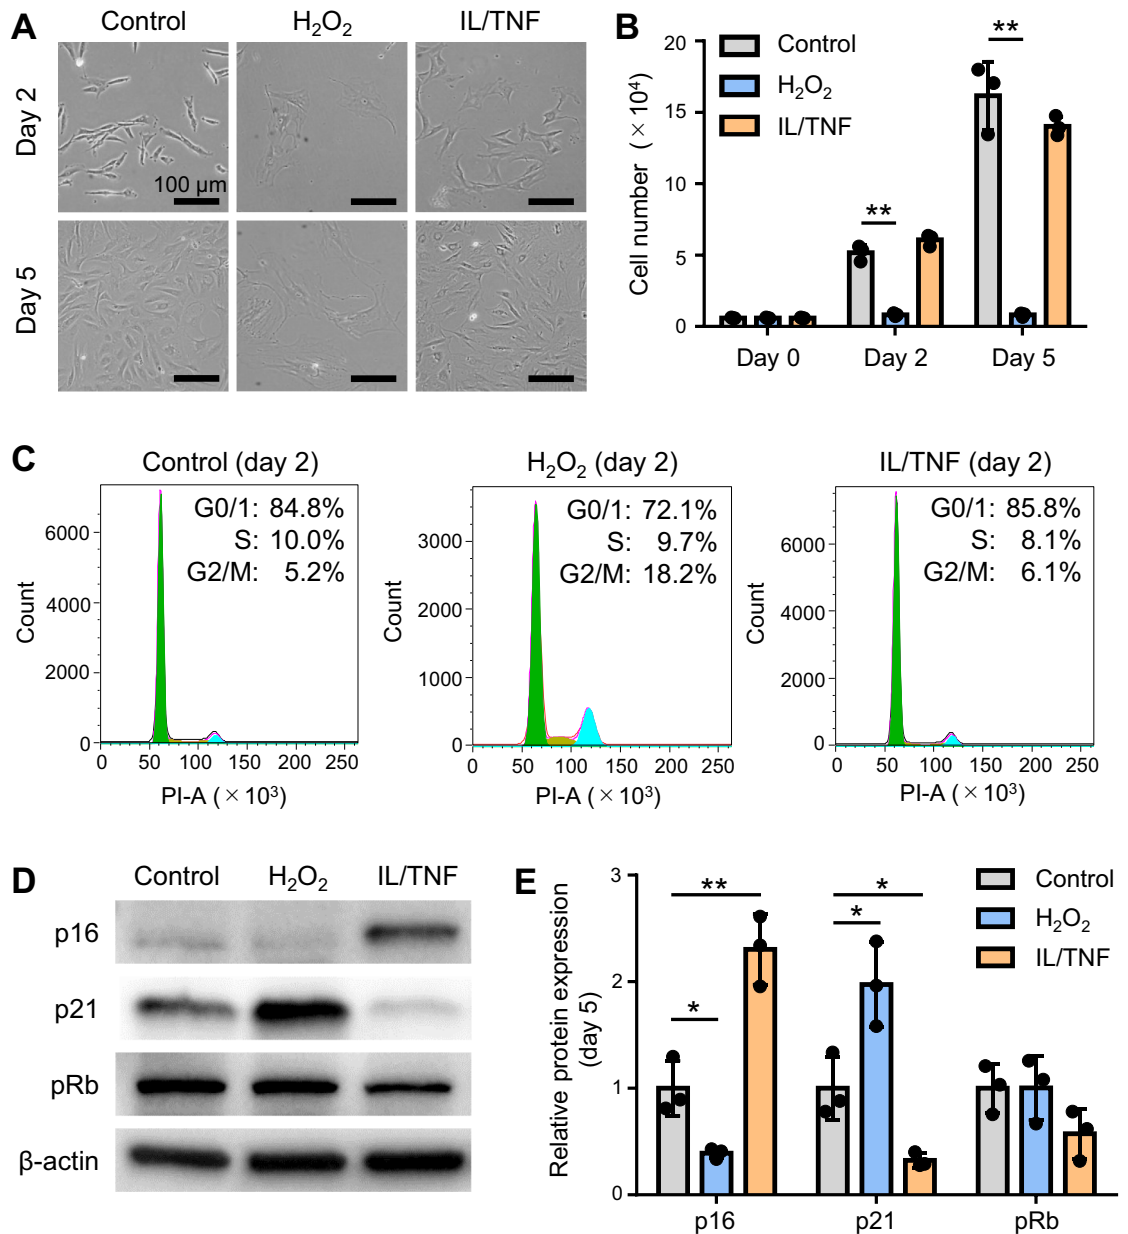 A
Control
H₂O₂
IL/TNF
Day 2
100 µm
Day 5
B
Cell number (×10⁴)
20
15
10
5
0
Control
H₂O₂
IL/TNF
**
**
Day 0
Day 2
Day 5
C
Control (day 2)
G0/1: 84.8%
S: 10.0%
G2/M: 5.2%
Count
6000
4000
2000
0
0 50 100 150 200 250
PI-A (×10³)
H₂O₂ (day 2)
G0/1: 72.1%
S: 9.7%
G2/M: 18.2%
Count
3000
2000
1000
0
0 50 100 150 200 250
PI-A (×10³)
IL/TNF (day 2)
G0/1: 85.8%
S: 8.1%
G2/M: 6.1%
Count
6000
4000
2000
0
0 50 100 150 200 250
PI-A (×10³)
D
Control
H₂O₂
IL/TNF
p16
p21
pRb
β-actin
E
Relative protein expression
(day 5)
3
2
1
0
**
*
*
*
Control
H₂O₂
IL/TNF
p16
p21
pRb